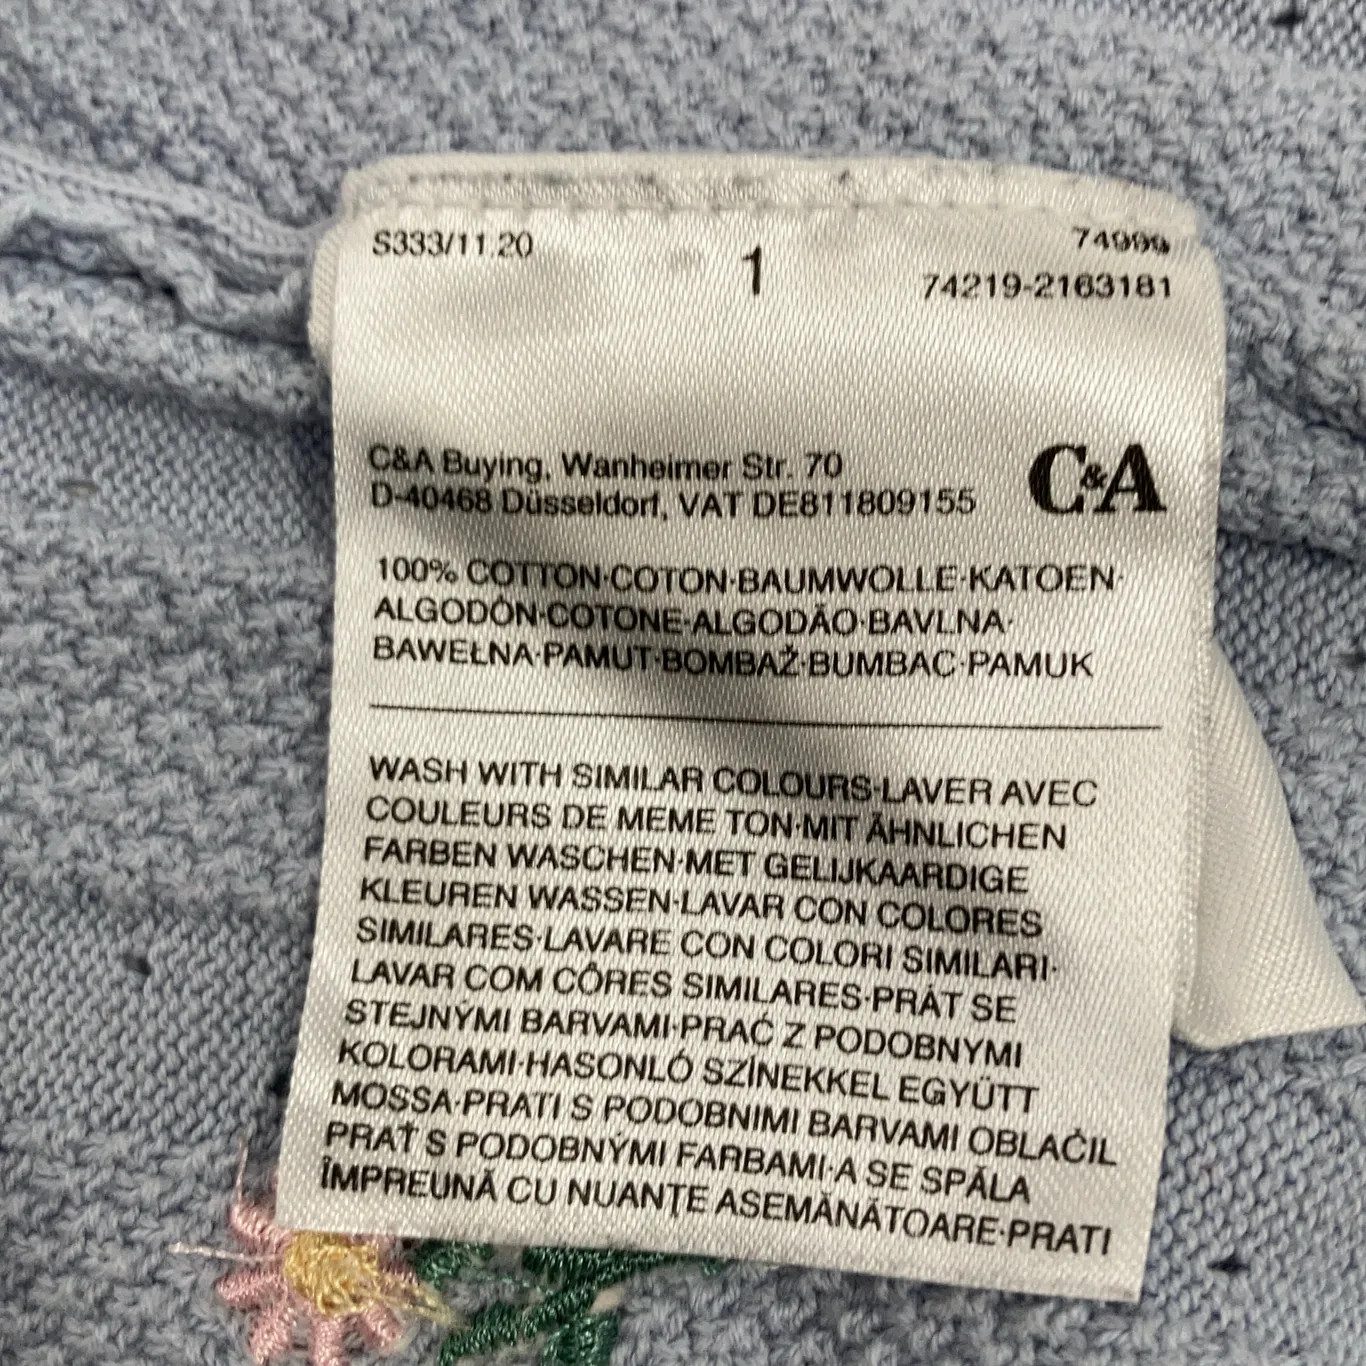 S333/11.20
1
74999
74219-2163181
C&A Buying, Wanheimer Str. 70
D-40468 Düsseldorf, VAT DE811809155
C&A
100% COTTON·COTON·BAUMWOLLE·KATOEN·
ALGODÓN·COTONE·ALGODÃO·BAVLNA·
BAWEŁNA·PAMUT·BOMBAŽ·BUMBAC·PAMUK
WASH WITH SIMILAR COLOURS·LAVER AVEC
COULEURS DE MEME TON·MIT ÄHNLICHEN
FARBEN WASCHEN·MET GELIJKAARDIGE
KLEUREN WASSEN·LAVAR CON COLORES
SIMILARES·LAVARE CON COLORI SIMILARI·
LAVAR COM CÔRES SIMILARES·PRÁT SE
STEJNÝMI BARVAMI·PRAĆ Z PODOBNYMI
KOLORAMI·HASONLÓ SZÍNEKKEL EGYÜTT
MOSSA·PRATI S PODOBNIMI BARVAMI OBLAČIL
PRAŤ S PODOBNÝMI FARBAMI·A SE SPĂLA
ÎMPREUNĂ CU NUANŢE ASEMĂNĂTOARE·PRATI